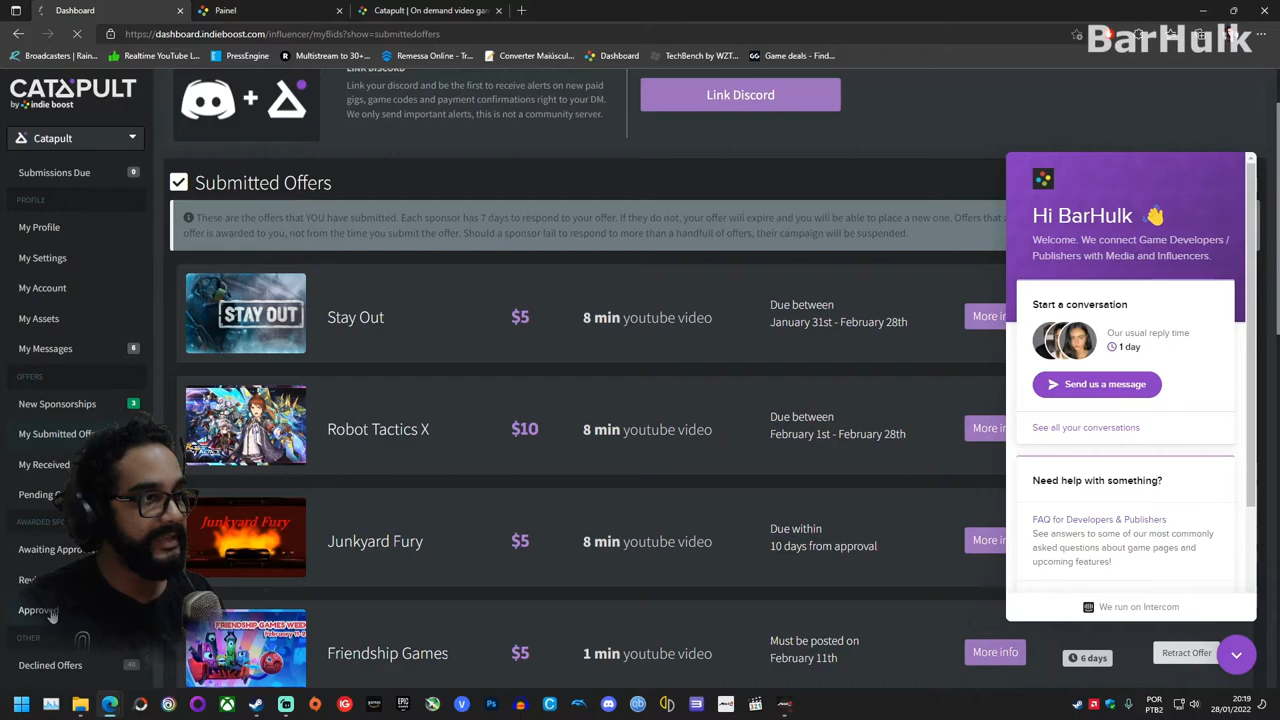 Dashboard
Painel
Catapult | On demand video gan
https://dashboard.indieboost.com/influencer/myBids?show=submittedoffers
BarHulk
Broadcasters | Rain...
Realtime YouTube L...
PressEngine
Multistream to 30+...
Remessa Online - Tr...
Converter Maiúscul...
Dashboard
TechBench by WZT...
Game deals - Find...
CATAPULT
by indie boost
Catapult
Submissions Due
0
PROFILE
My Profile
My Settings
My Account
My Assets
My Messages
6
OFFERS
New Sponsorships
3
My Submitted Off
My Received
Pending
AWARDED SPO
Awaiting Appro
Approved
OTHER
Declined Offers
LINK DISCORD
Link your discord and be the first to receive alerts on new paid
gigs, game codes and payment confirmations right to your DM.
We only send important alerts, this is not a community server.
Link Discord
Submitted Offers
These are the offers that YOU have submitted. Each sponsor has 7 days to respond to your offer. If they do not, your offer will expire and you will be able to place a new one. Offers that a
offer is awarded to you, not from the time you submit the offer. Should a sponsor fail to respond to more than a handfull of offers, their campaign will be suspended.
STAY OUT
Stay Out
$5
8 min youtube video
Due between
January 31st - February 28th
More in
Robot Tactics X
$10
8 min youtube video
Due between
February 1st - February 28th
More in
Junkyard Fury
Junkyard Fury
$5
8 min youtube video
Due within
10 days from approval
More in
FRIENDSHIP GAMES WEEK
Friendship Games
$5
1 min youtube video
Must be posted on
February 11th
More info
6 days
Retract Offer
Hi BarHulk 👋
Welcome. We connect Game Developers /
Publishers with Media and Influencers.
Start a conversation
Our usual reply time
1 day
Send us a message
See all your conversations
Need help with something?
FAQ for Developers & Publishers
See answers to some of our most commonly
asked questions about game pages and
upcoming features!
We run on Intercom
POR
PTB2
20:19
28/01/2022